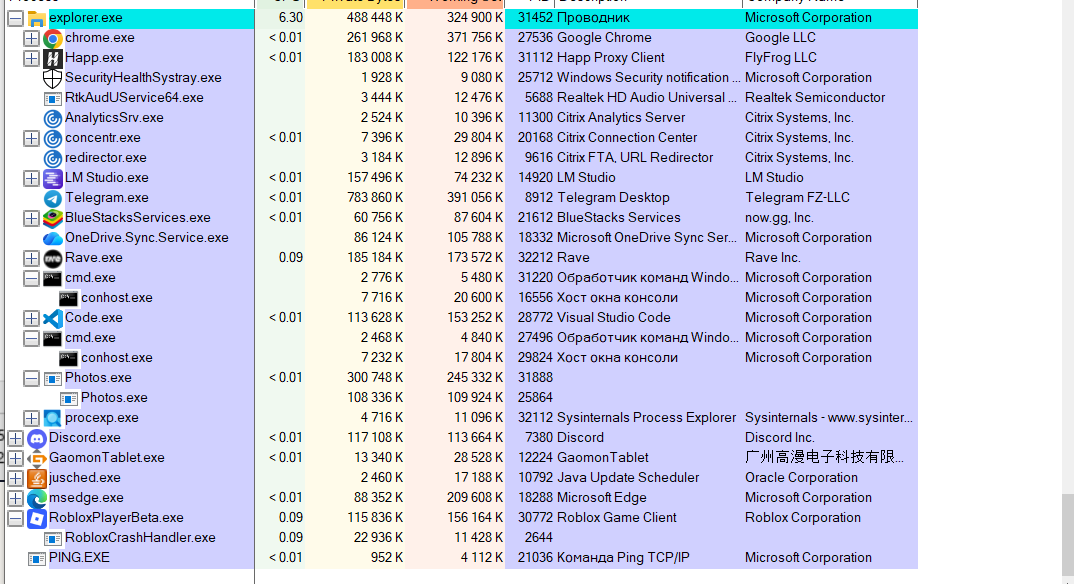 explorer.exe 6.30 488 448 K 324 900 K 31452 Проводник Microsoft Corporation
chrome.exe < 0.01 261 968 K 371 756 K 27536 Google Chrome Google LLC
Happ.exe < 0.01 183 008 K 122 176 K 31112 Happ Proxy Client FlyFrog LLC
SecurityHealthSystray.exe 1 928 K 9 080 K 25712 Windows Security notification ... Microsoft Corporation
RtkAudUService64.exe 3 444 K 12 476 K 5688 Realtek HD Audio Universal ... Realtek Semiconductor
AnalyticsSrv.exe 2 524 K 10 396 K 11300 Citrix Analytics Server Citrix Systems, Inc.
concentr.exe < 0.01 7 396 K 29 804 K 20168 Citrix Connection Center Citrix Systems, Inc.
redirector.exe 3 184 K 12 896 K 9616 Citrix FTA, URL Redirector Citrix Systems, Inc.
LM Studio.exe < 0.01 157 496 K 74 232 K 14920 LM Studio LM Studio
Telegram.exe < 0.01 783 860 K 391 056 K 8912 Telegram Desktop Telegram FZ-LLC
BlueStacksServices.exe < 0.01 60 756 K 87 604 K 21612 BlueStacks Services now.gg, Inc.
OneDrive.Sync.Service.exe 86 124 K 105 788 K 18332 Microsoft OneDrive Sync Ser... Microsoft Corporation
Rave.exe 0.09 185 184 K 173 572 K 32212 Rave Rave Inc.
cmd.exe 2 776 K 5 480 K 31220 Обработчик команд Windo... Microsoft Corporation
conhost.exe 7 716 K 20 600 K 16556 Хост окна консоли Microsoft Corporation
Code.exe < 0.01 113 628 K 153 252 K 28772 Visual Studio Code Microsoft Corporation
cmd.exe 2 468 K 4 840 K 27496 Обработчик команд Windo... Microsoft Corporation
conhost.exe 7 232 K 17 804 K 29824 Хост окна консоли Microsoft Corporation
Photos.exe < 0.01 300 748 K 245 332 K 31888
Photos.exe 108 336 K 109 924 K 25864
procexp.exe 4 716 K 11 096 K 32112 Sysinternals Process Explorer Sysinternals - www.sysinter...
Discord.exe < 0.01 117 108 K 113 664 K 7380 Discord Discord Inc.
GaomonTablet.exe < 0.01 13 340 K 28 528 K 12224 GaomonTablet 广州高漫电子科技有限...
jusched.exe 2 460 K 17 188 K 10792 Java Update Scheduler Oracle Corporation
msedge.exe < 0.01 88 352 K 209 608 K 18288 Microsoft Edge Microsoft Corporation
RobloxPlayerBeta.exe 0.09 115 836 K 156 164 K 30772 Roblox Game Client Roblox Corporation
RobloxCrashHandler.exe 0.09 22 936 K 11 428 K 2644
PING.EXE < 0.01 952 K 4 112 K 21036 Команда Ping TCP/IP Microsoft Corporation